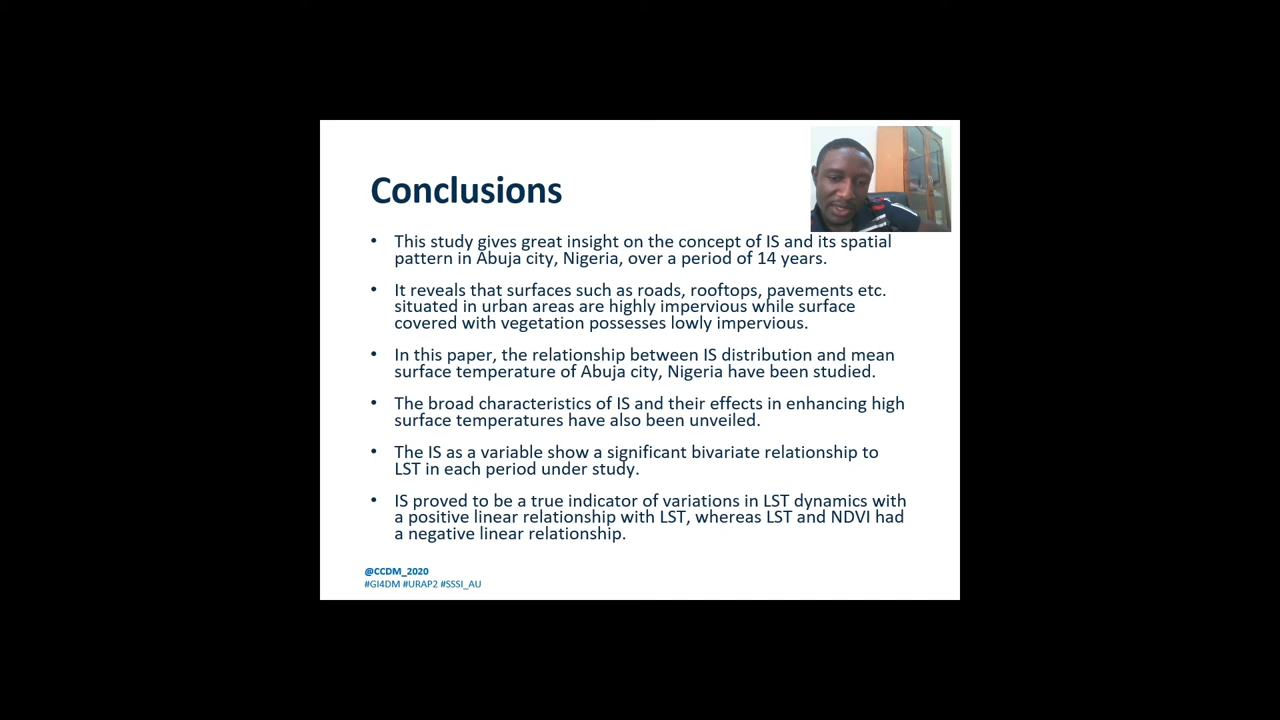 Conclusions
• This study gives great insight on the concept of IS and its spatial
pattern in Abuja city, Nigeria, over a period of 14 years.
• It reveals that surfaces such as roads, rooftops, pavements etc.
situated in urban areas are highly impervious while surface
covered with vegetation possesses lowly impervious.
• In this paper, the relationship between IS distribution and mean
surface temperature of Abuja city, Nigeria have been studied.
• The broad characteristics of IS and their effects in enhancing high
surface temperatures have also been unveiled.
• The IS as a variable show a significant bivariate relationship to
LST in each period under study.
• IS proved to be a true indicator of variations in LST dynamics with
a positive linear relationship with LST, whereas LST and NDVI had
a negative linear relationship.
@CCDM_2020
#GI4DM #URAP2 #SSSI_AU